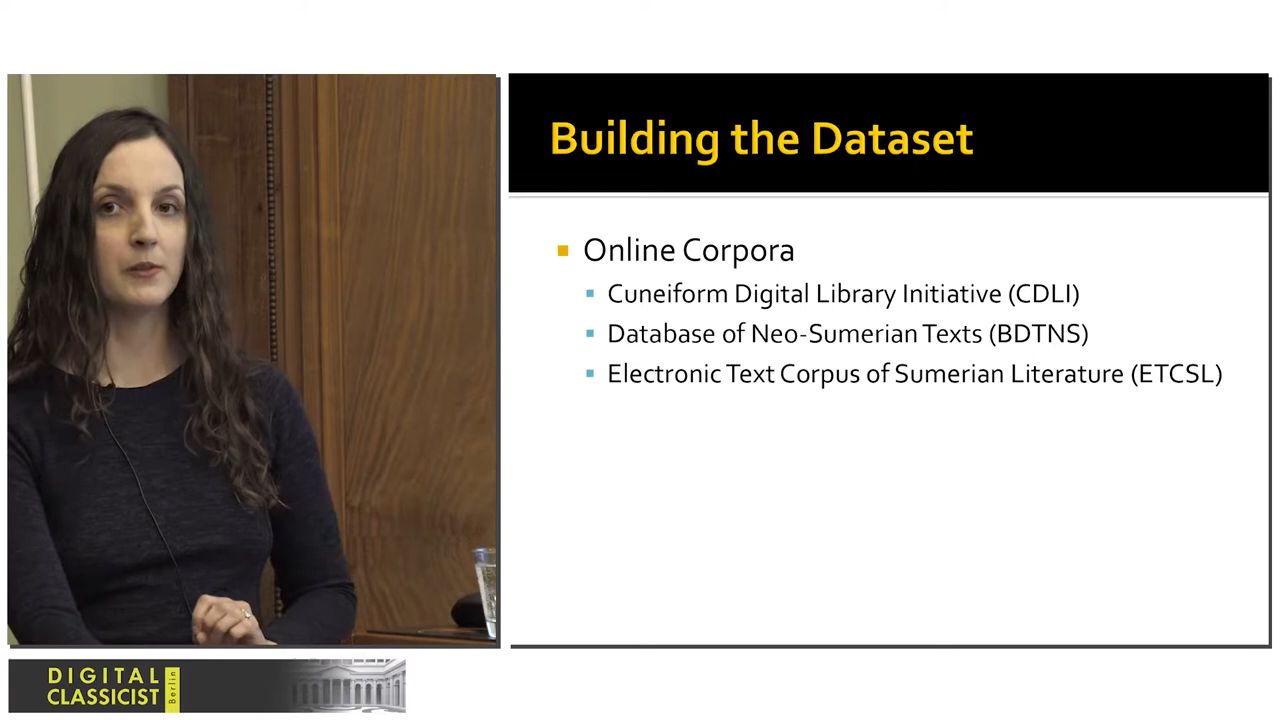 Building the Dataset
Online Corpora
Cuneiform Digital Library Initiative (CDLI)
Database of Neo-Sumerian Texts (BDTNS)
Electronic Text Corpus of Sumerian Literature (ETCSL)
DIGITAL
CLASSICIST
Berlin